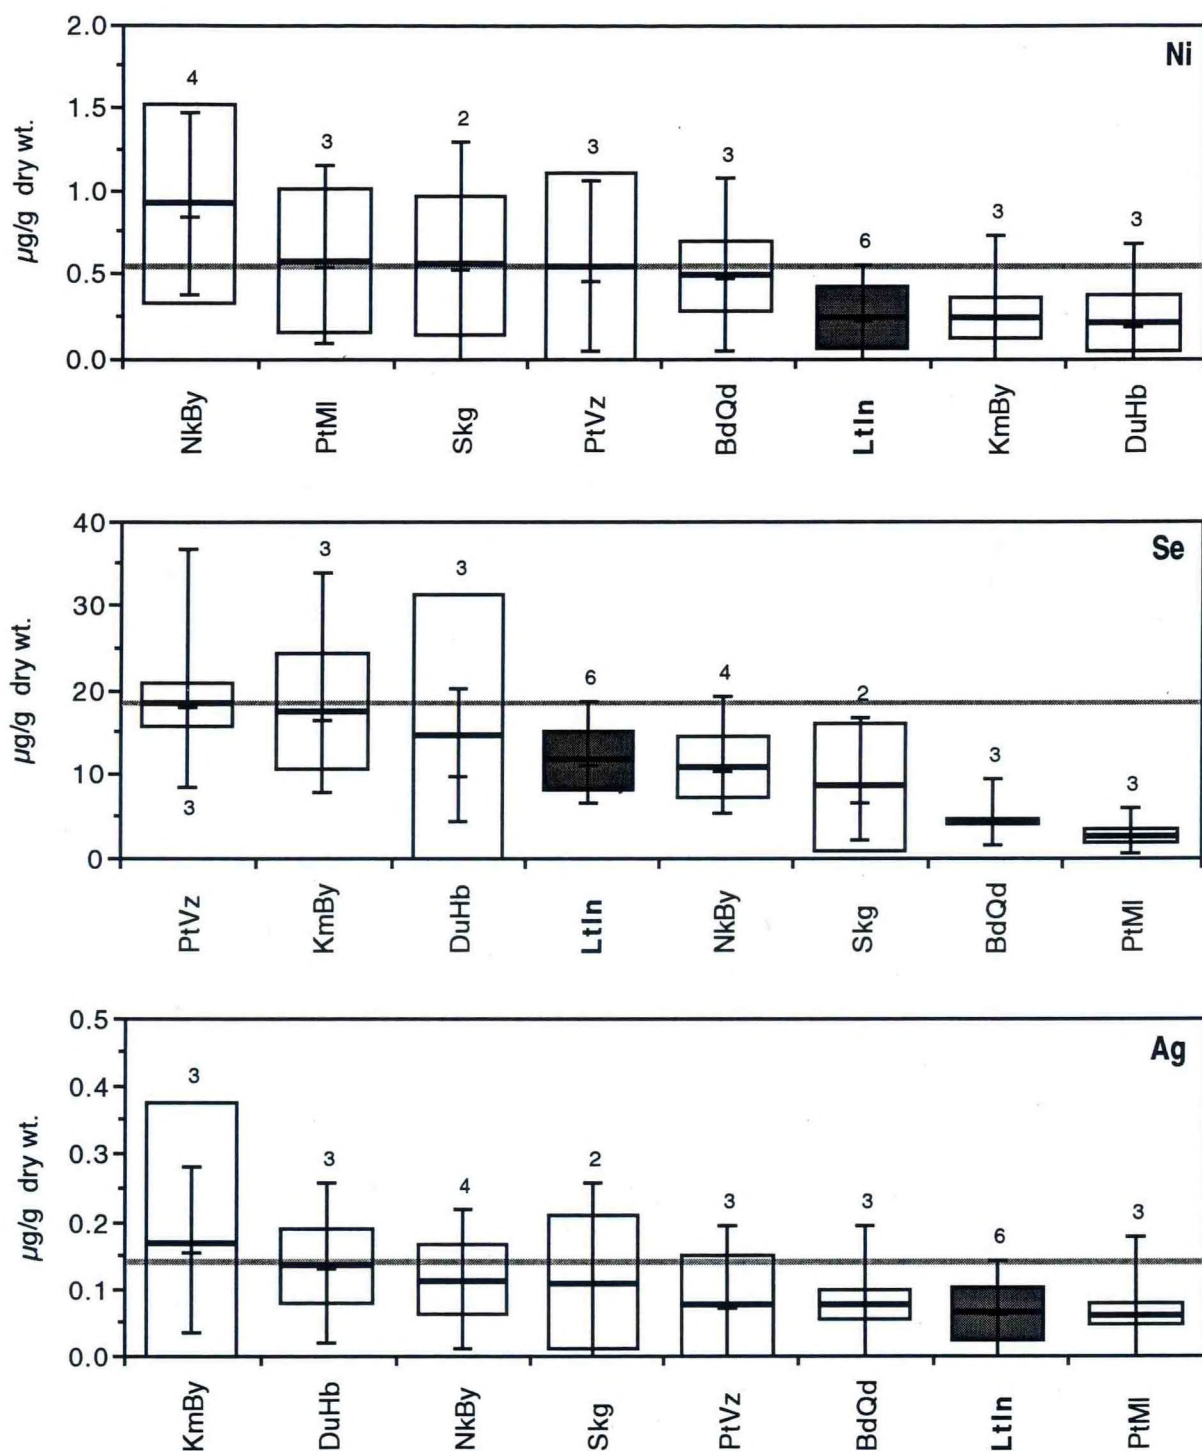 2.0
Ni
4
1.5
2
3
3
3
1.0
3
3
6
0.5
0.0
µg/g dry wt.
NkBy
PtMl
Skg
PtVz
BdQd
LtIn
KmBy
DuHb
40
Se
3
3
30
6
4
20
2
3
3
10
3
0
µg/g dry wt.
PtVz
KmBy
DuHb
LtIn
NkBy
Skg
BdQd
PtMl
0.5
Ag
3
0.4
3
2
0.3
4
3
3
3
6
0.2
0.1
0.0
µg/g dry wt.
KmBy
DuHb
NkBy
Skg
PtVz
BdQd
LtIn
PtMl